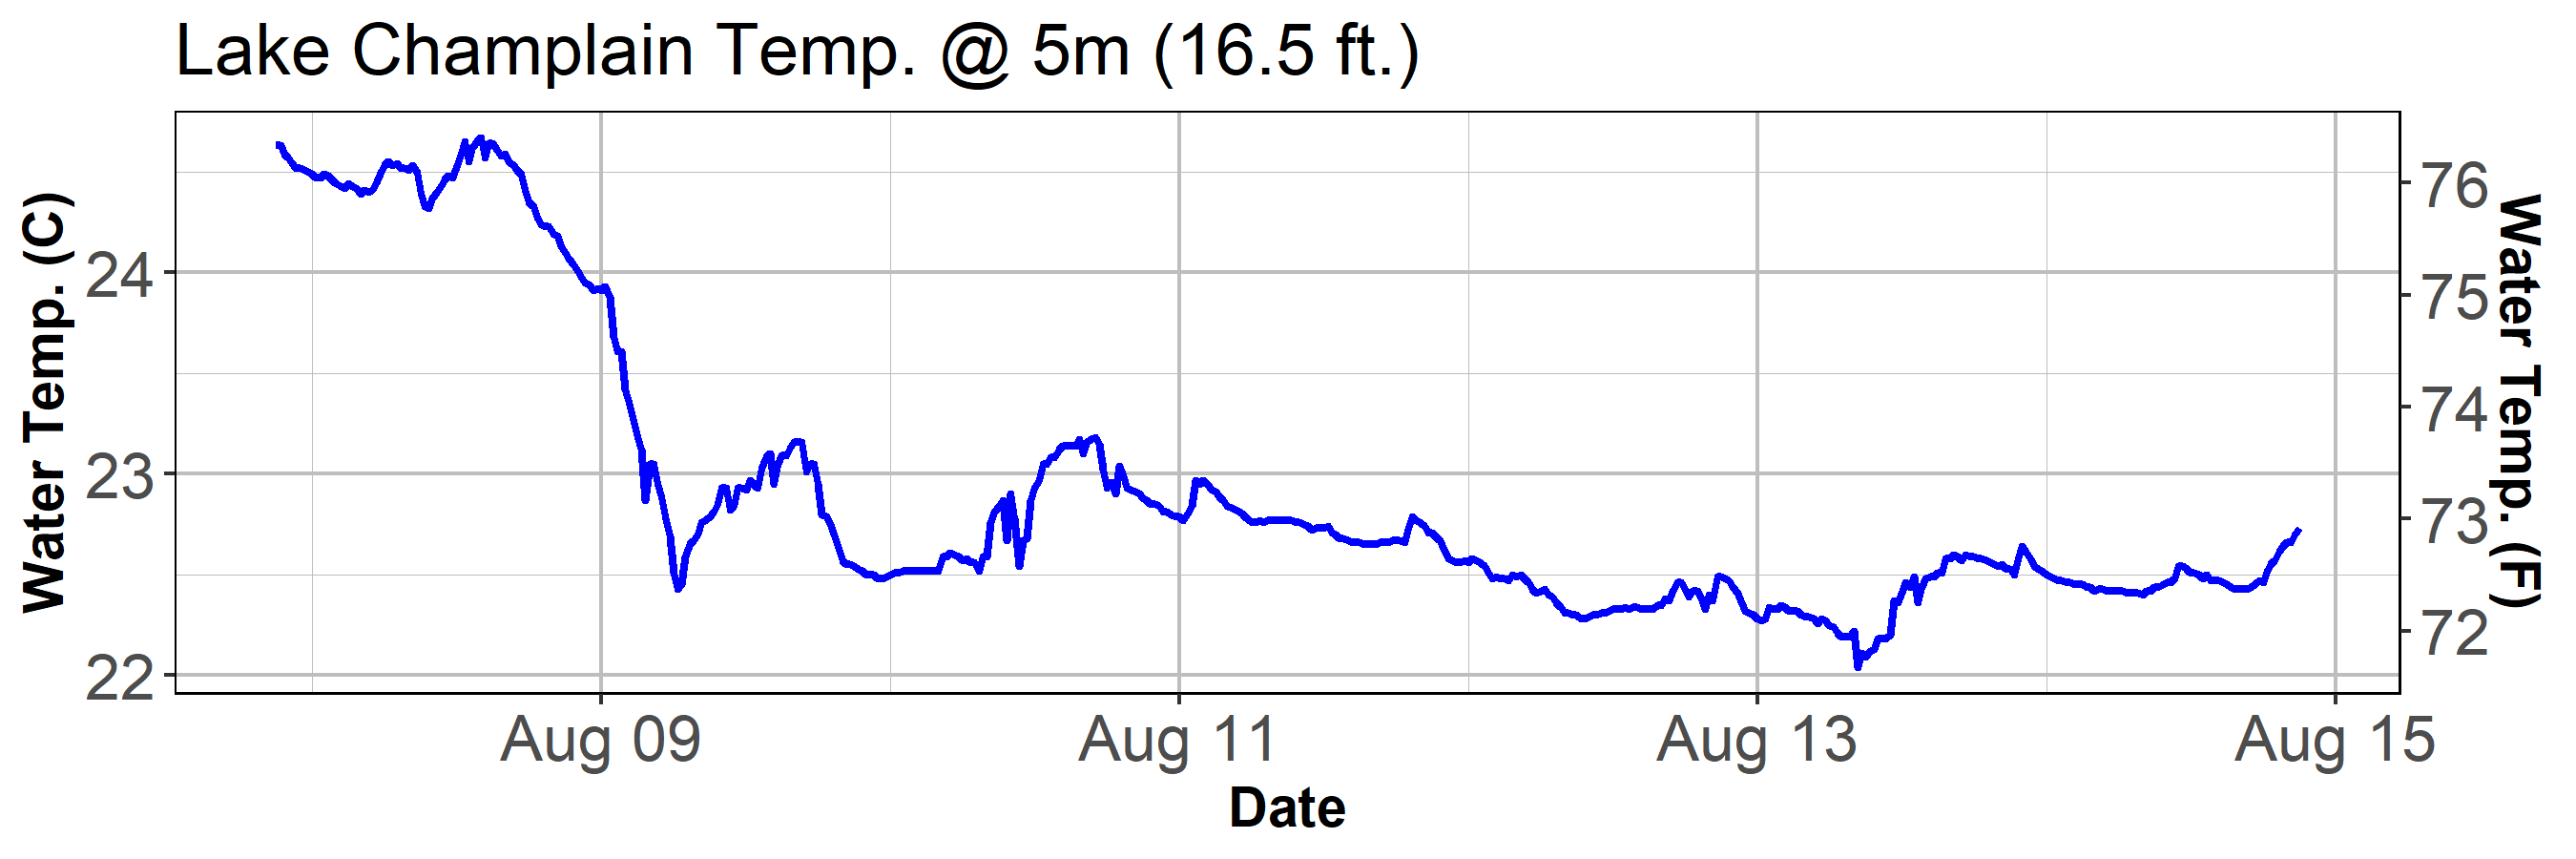 Lake Champlain Temp. @ 5m (16.5 ft.)
Water Temp. (C)
24
23
22
76
75
74
73
72
Water Temp. (F)
Aug 09 Aug 11 Aug 13 Aug 15
Date